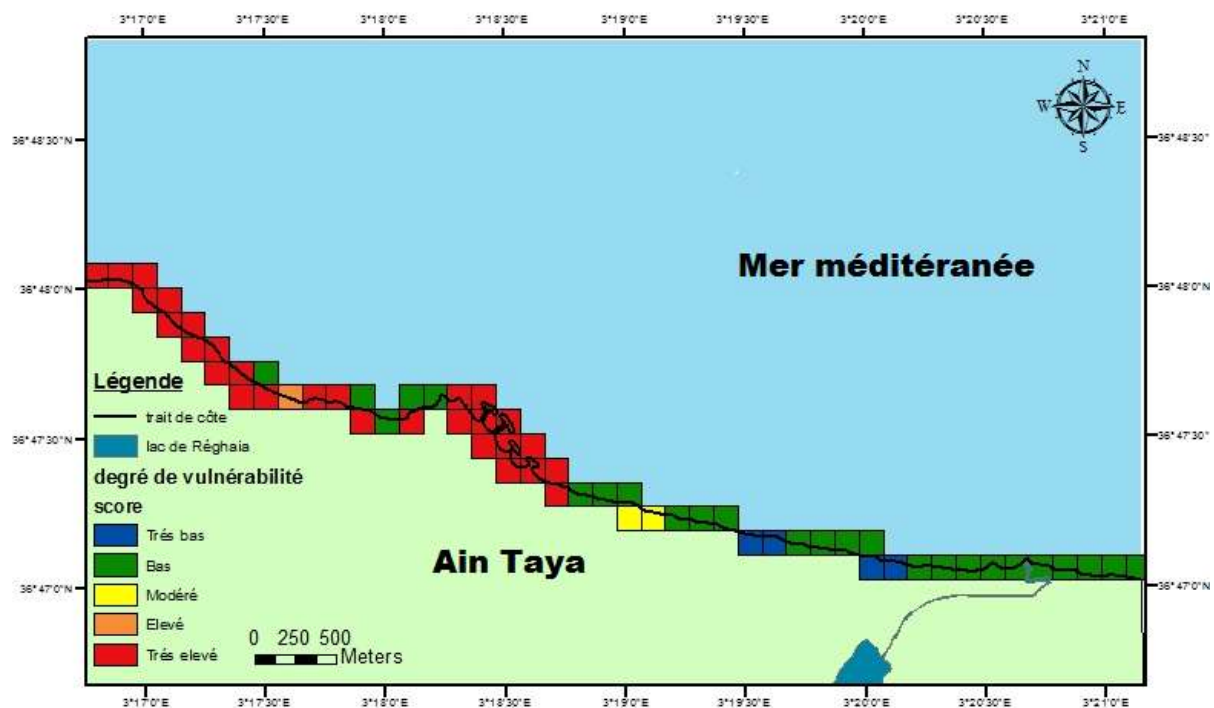 3°17'0"E 3°17'30"E 3°18'0"E 3°18'30"E 3°19'0"E 3°19'30"E 3°20'0"E 3°20'30"E 3°21'0"E
N
W E
S
36°48'30"N 36°48'30"N
Mer méditéranée
36°48'0"N 36°48'0"N
Légende
trait de côte
lac de Réghaia
36°47'30"N 36°47'30"N
degré de vulnérabilité
score
Trés bas
Ain Taya
Bas
36°47'0"N 36°47'0"N
Modéré
Elevé
0 250 500
Trés elevé
Meters
3°17'0"E 3°17'30"E 3°18'0"E 3°18'30"E 3°19'0"E 3°19'30"E 3°20'0"E 3°20'30"E 3°21'0"E